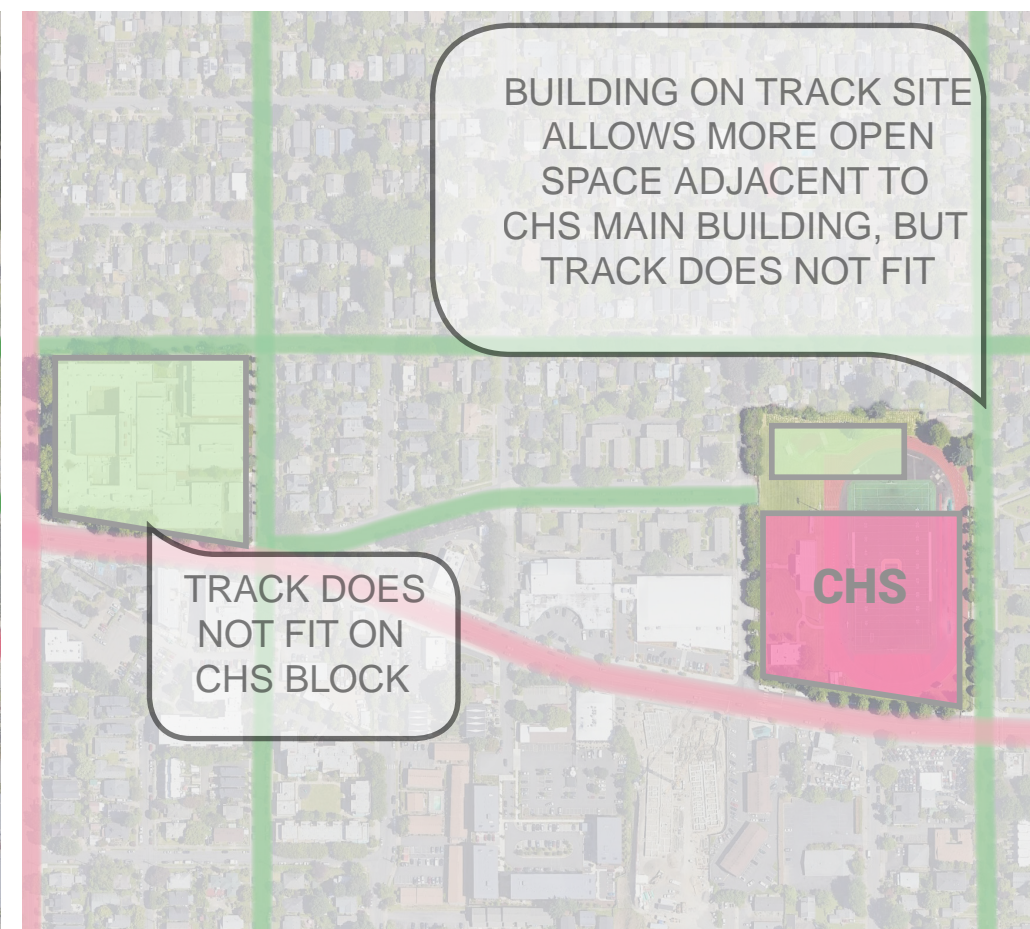 BUILDING ON TRACK SITE
ALLOWS MORE OPEN
SPACE ADJACENT TO
CHS MAIN BUILDING, BUT
TRACK DOES NOT FIT
CHS
TRACK DOES
NOT FIT ON
CHS BLOCK